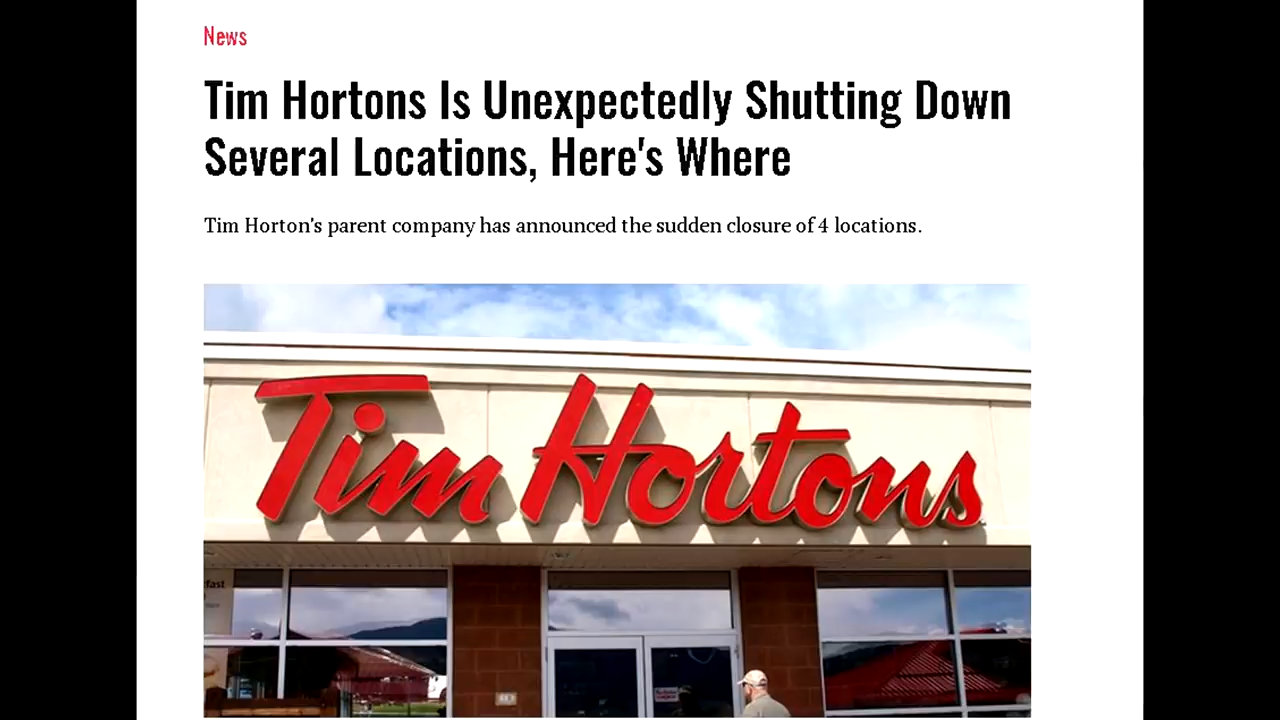 News
Tim Hortons Is Unexpectedly Shutting Down
Several Locations, Here's Where
Tim Horton's parent company has announced the sudden closure of 4 locations.
Tim Hortons